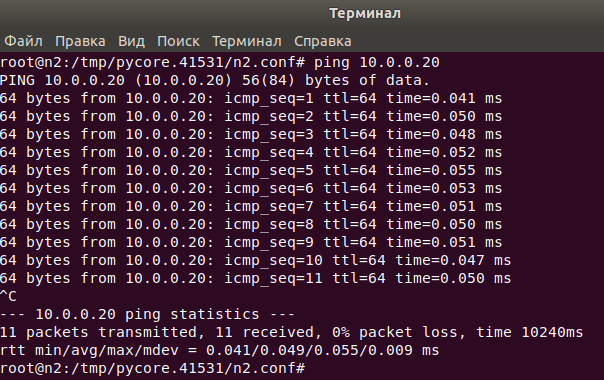 Терминал
Файл Правка Вид Поиск Терминал Справка
root@n2:/tmp/pycore.41531/n2.conf# ping 10.0.0.20
PING 10.0.0.20 (10.0.0.20) 56(84) bytes of data.
64 bytes from 10.0.0.20: icmp_seq=1 ttl=64 time=0.041 ms
64 bytes from 10.0.0.20: icmp_seq=2 ttl=64 time=0.050 ms
64 bytes from 10.0.0.20: icmp_seq=3 ttl=64 time=0.048 ms
64 bytes from 10.0.0.20: icmp_seq=4 ttl=64 time=0.052 ms
64 bytes from 10.0.0.20: icmp_seq=5 ttl=64 time=0.055 ms
64 bytes from 10.0.0.20: icmp_seq=6 ttl=64 time=0.053 ms
64 bytes from 10.0.0.20: icmp_seq=7 ttl=64 time=0.051 ms
64 bytes from 10.0.0.20: icmp_seq=8 ttl=64 time=0.050 ms
64 bytes from 10.0.0.20: icmp_seq=9 ttl=64 time=0.051 ms
64 bytes from 10.0.0.20: icmp_seq=10 ttl=64 time=0.047 ms
64 bytes from 10.0.0.20: icmp_seq=11 ttl=64 time=0.050 ms
^C
--- 10.0.0.20 ping statistics ---
11 packets transmitted, 11 received, 0% packet loss, time 10240ms
rtt min/avg/max/mdev = 0.041/0.049/0.055/0.009 ms
root@n2:/tmp/pycore.41531/n2.conf#